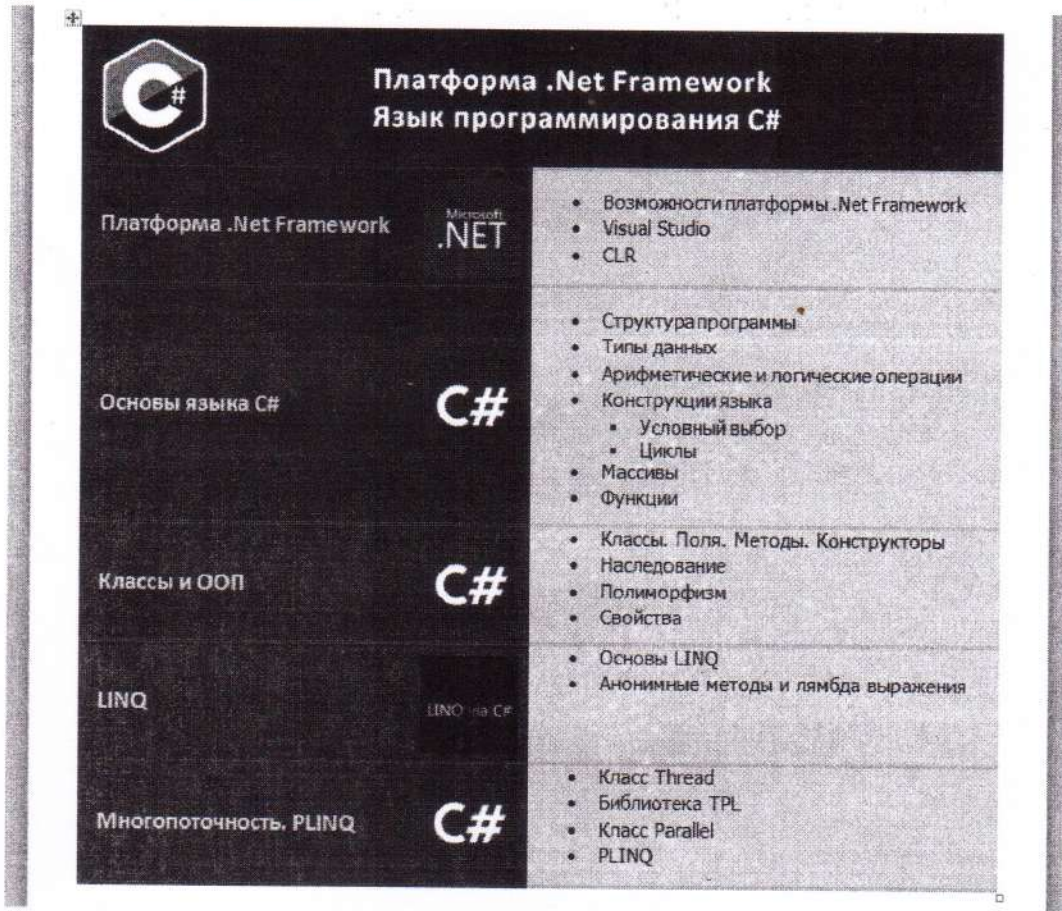 C#
Платформа .Net Framework
Язык программирования C#
Платформа .Net Framework
Microsoft
.NET
• Возможности платформы .Net Framework
• Visual Studio
• CLR
Основы языка C#
C#
• Структура программы
• Типы данных
• Арифметические и логические операции
• Конструкции языка
▪ Условный выбор
▪ Циклы
• Массивы
• Функции
Классы и ООП
C#
• Классы. Поля. Методы. Конструкторы
• Наследование
• Полиморфизм
• Свойства
LINQ
LINQ на C#
• Основы LINQ
• Анонимные методы и лямбда выражения
Многопоточность. PLINQ
C#
• Класс Thread
• Библиотека TPL
• Класс Parallel
• PLINQ